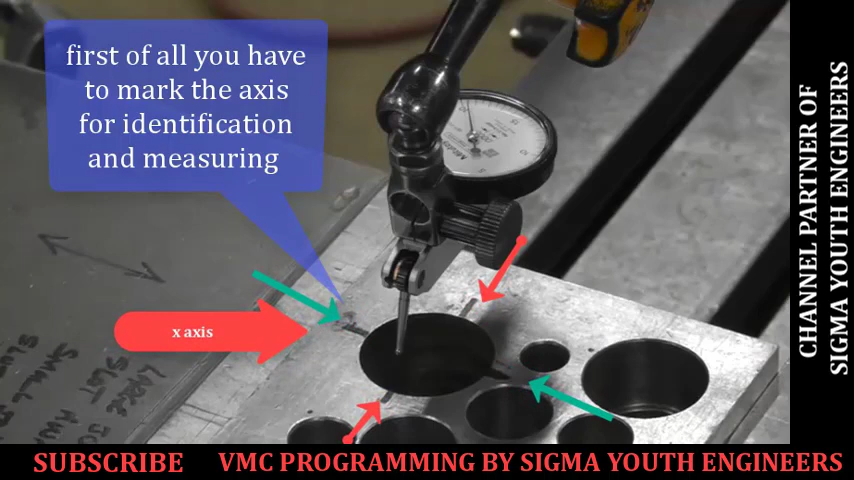 first of all you have
to mark the axis
for identification
and measuring
x axis
CHANNEL PARTNER OF
SIGMA YOUTH ENGINEERS
SUBSCRIBE
VMC PROGRAMMING BY SIGMA YOUTH ENGINEERS